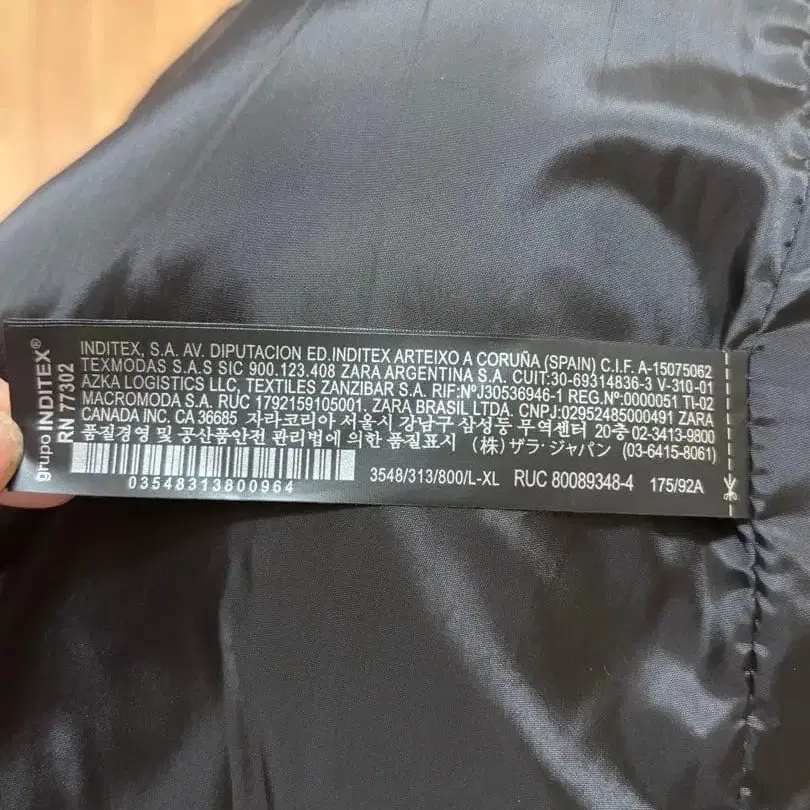 grupo INDITEX®
RN 77302
INDITEX, S.A. AV. DIPUTACION ED.INDITEX ARTEIXO A CORUÑA (SPAIN) C.I.F. A-15075062
TEXMODAS S.A.S SIC 900.123.408 ZARA ARGENTINA S.A. CUIT:30-69314836-3 V-310-01
AZKA LOGISTICS LLC, TEXTILES ZANZIBAR S.A. RIF:NºJ30536946-1 REG.Nº:0000051 TI-02
MACROMODA S.A. RUC 1792159105001. ZARA BRASIL LTDA. CNPJ:02952485000491 ZARA
CANADA INC. CA 36685 자라코리아 서울시 강남구 삼성동 무역센터 20층 02-3413-9800
품질경영 및 공산품안전 관리법에 의한 품질표시 (株) ザラ・ジャパン (03-6415-8061)
03548313800964
3548/313/800/L-XL RUC 80089348-4 175/92A